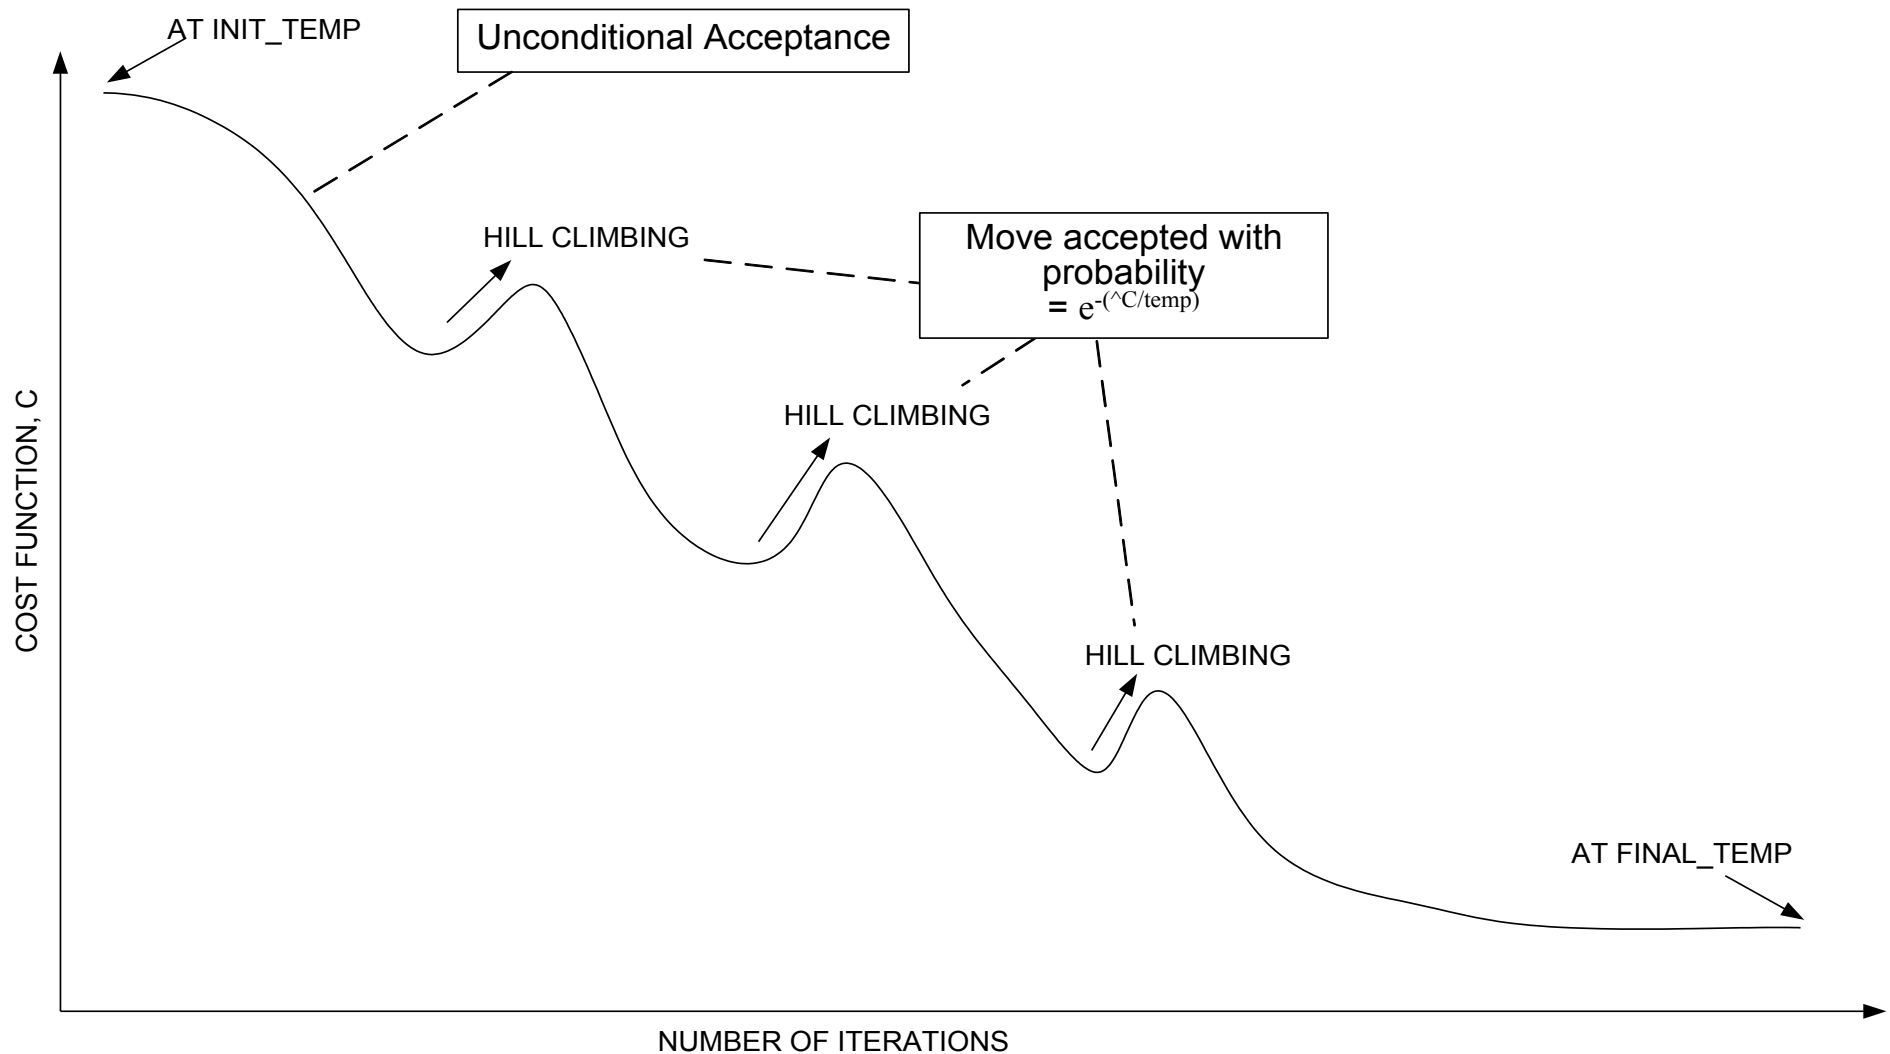 AT INIT_TEMP
Unconditional Acceptance
HILL CLIMBING
Move accepted with
probability
= e-(^C/temp)
HILL CLIMBING
COST FUNCTION, C
HILL CLIMBING
AT FINAL_TEMP
NUMBER OF ITERATIONS